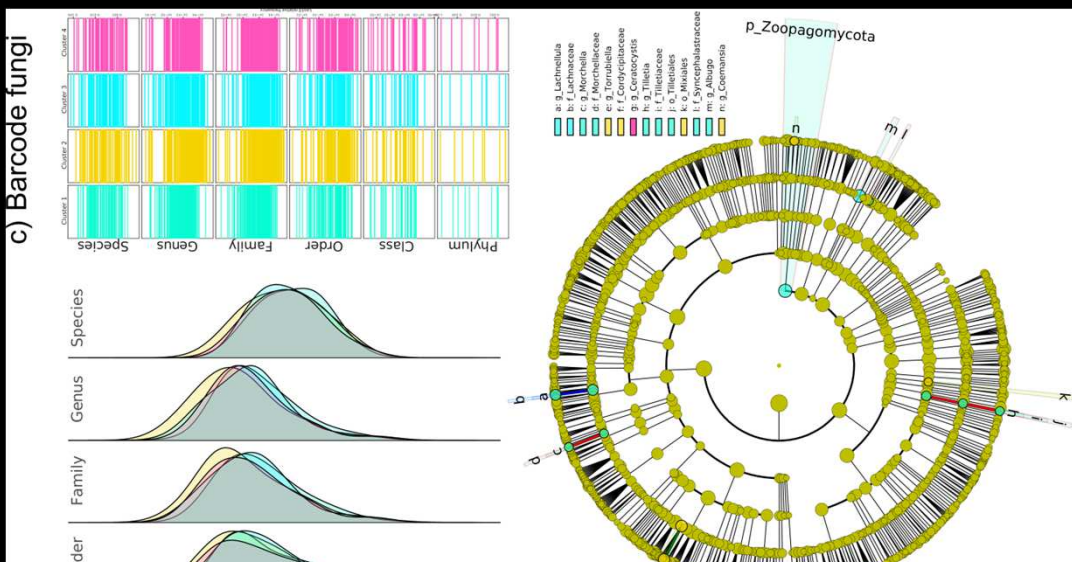 c) Barcode fungi
Cluster 4
Cluster 3
Cluster 2
Cluster 1
Species
Genus
Family
Order
Class
Phylum
Species
Genus
Family
der
a: g_Lachnellula
b: f_Lachnaceae
c: g_Morchella
d: f_Morchellaceae
e: g_Torrubiella
f: f_Cordycipitaceae
g: g_Ceratocystis
h: g_Tilletia
i: f_Tilletiaceae
j: o_Tilletiales
k: o_Mixiales
l: f_Syncephalastraceae
m: g_Albugo
n: g_Coemansia
p_Zoopagomycota
n
m
l
k
b
a
h
i
j
d
c